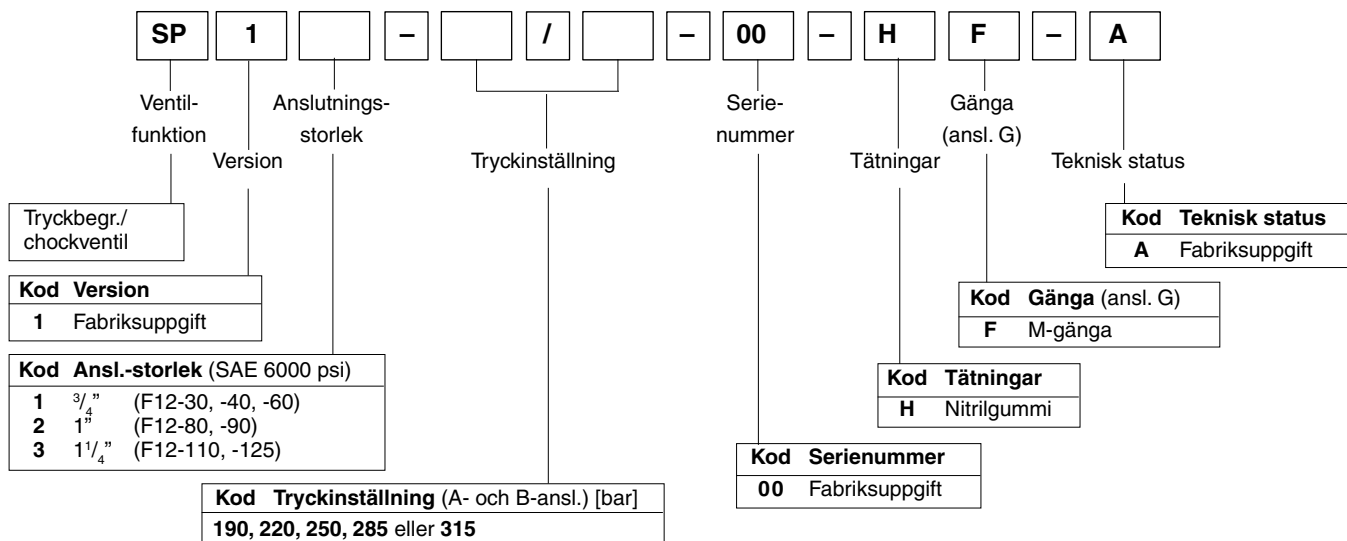 SP 1 – / – 00 – H F – A
Ventil-
funktion
Version
Anslutnings-
storlek
Tryckinställning
Serie-
nummer
Tätningar
Gänga
(ansl. G)
Teknisk status
Tryckbegr./
chockventil
Kod Version
1 Fabriksuppgift
Kod Ansl.-storlek (SAE 6000 psi)
1 3/4” (F12-30, -40, -60)
2 1” (F12-80, -90)
3 11/4” (F12-110, -125)
Kod Tryckinställning (A- och B-ansl.) [bar]
190, 220, 250, 285 eller 315
Kod Serienummer
00 Fabriksuppgift
Kod Tätningar
H Nitrilgummi
Kod Gänga (ansl. G)
F M-gänga
Kod Teknisk status
A Fabriksuppgift